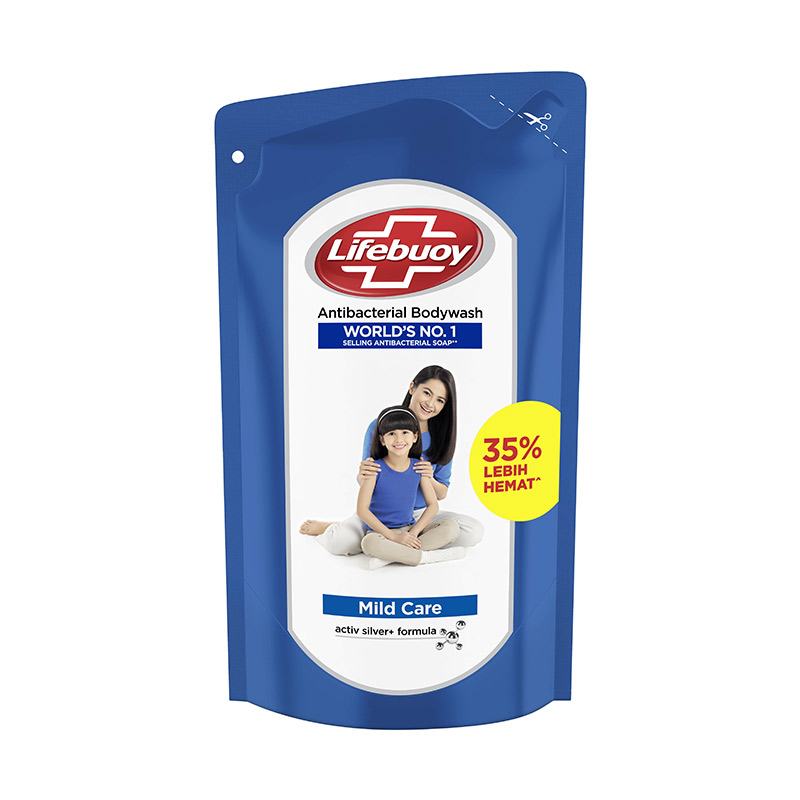 Lifebuoy
Antibacterial Bodywash
WORLD'S NO. 1
SELLING ANTIBACTERIAL SOAP**
35%
LEBIH
HEMAT^
Mild Care
activ silver+ formula